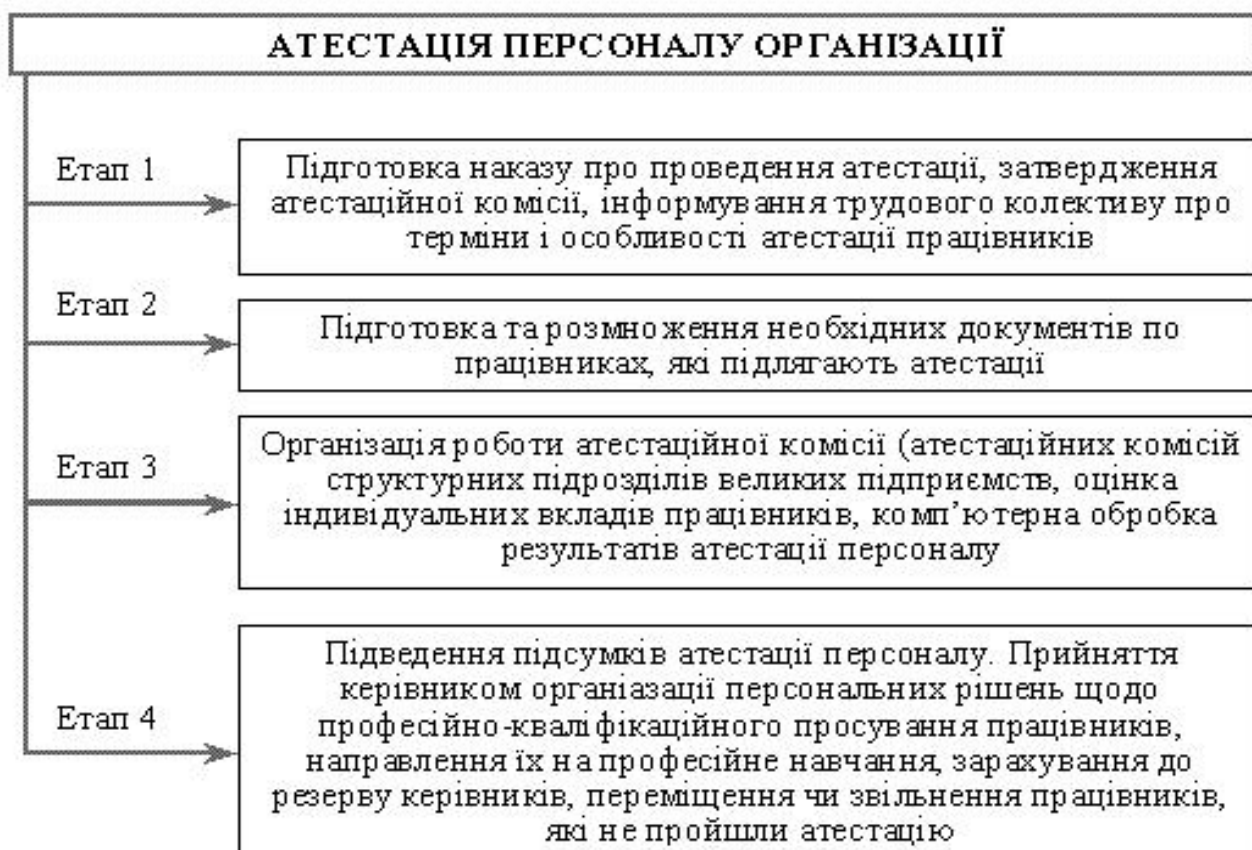 АТЕСТАЦІЯ ПЕРСОНАЛУ ОРГАНІЗАЦІЇ
Етап 1
Підготовка наказу про проведення атестації, затвердження
атестаційної комісії, інформування трудового колективу про
терміни і особливості атестації працівників
Етап 2
Підготовка та розмноження необхідних документів по
працівниках, які підлягають атестації
Етап 3
Організація роботи атестаційної комісії (атестаційних комісій
структурних підрозділів великих підприємств, оцінка
індивідуальних вкладів працівників, комп’ютерна обробка
результатів атестації персоналу
Етап 4
Підведення підсумків атестації персоналу. Прийняття
керівником органіазації персональних рішень щодо
професійно-кваліфікаційного просування працівників,
направлення їх на професійне навчання, зарахування до
резерву керівників, переміщення чи звільнення працівників,
які не пройшли атестацію